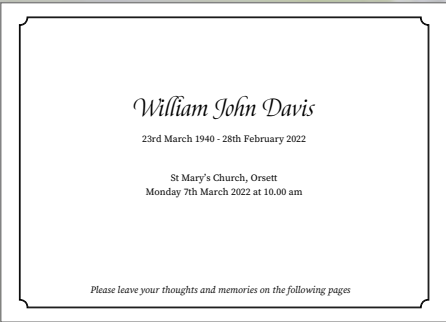 William John Davis
23rd March 1940 - 28th February 2022
St Mary's Church, Orsett
Monday 7th March 2022 at 10.00 am
Please leave your thoughts and memories on the following pages